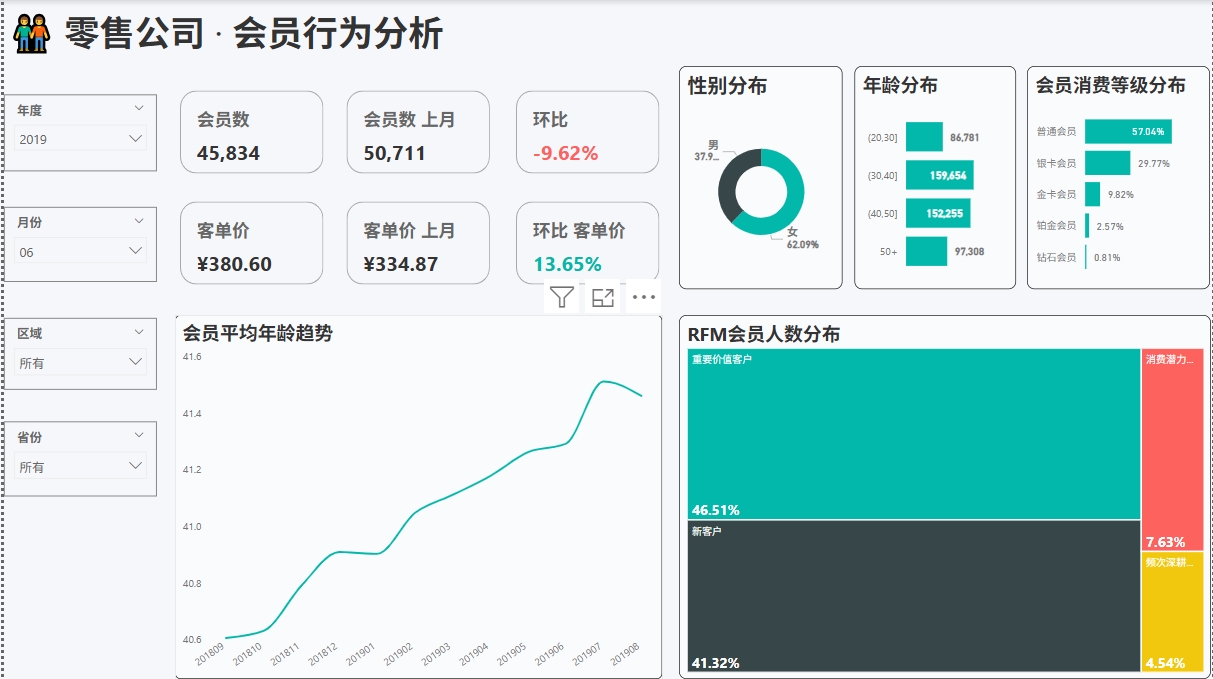 零售公司 · 会员行为分析
年度
2019
月份
06
区域
所有
省份
所有
会员数
45,834
会员数 上月
50,711
环比
-9.62%
客单价
¥380.60
客单价 上月
¥334.87
环比 客单价
13.65%
性别分布
男
37.9...
女
62.09%
年龄分布
(20,30]
86,781
(30,40]
159,654
(40,50]
152,255
50+
97,308
会员消费等级分布
普通会员
57.04%
银卡会员
29.77%
金卡会员
9.82%
铂金会员
2.57%
钻石会员
0.81%
会员平均年龄趋势
41.6
41.4
41.2
41.0
40.8
40.6
201809
201810
201811
201812
201901
201902
201903
201904
201905
201906
201907
201908
RFM会员人数分布
重要价值客户
46.51%
新客户
41.32%
消费潜力...
7.63%
频次深耕...
4.54%